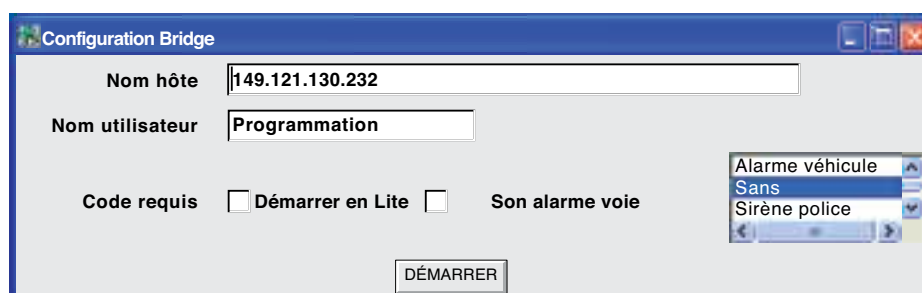 Configuration Bridge
Nom hôte 149.121.130.232
Nom utilisateur Programmation
Alarme véhicule
Code requis Démarrer en Lite Son alarme voie Sans
Sirène police
DÉMARRER